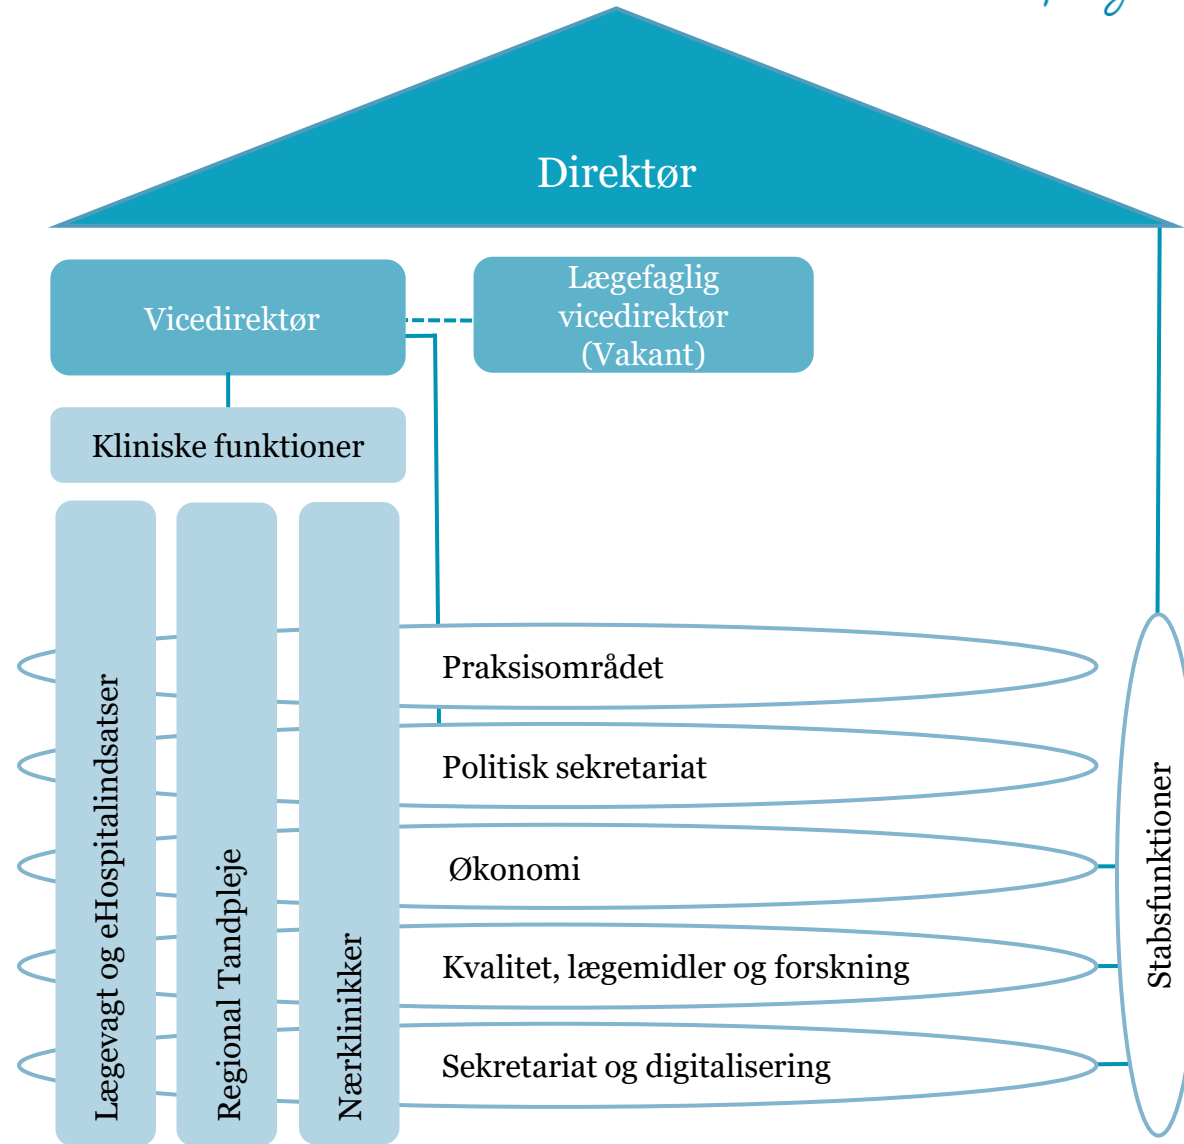 Direktør
Vicedirektør
Lægefaglig
vicedirektør
(Vakant)
Kliniske funktioner
Lægevagt og eHospitalindsatser
Regional Tandpleje
Nærklinikker
Praksisområdet
Politisk sekretariat
Økonomi
Kvalitet, lægemidler og forskning
Sekretariat og digitalisering
Stabsfunktioner